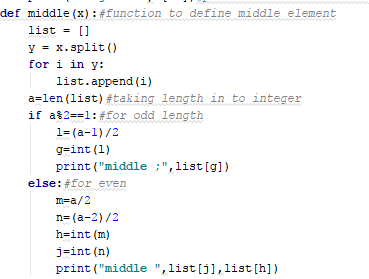 def middle(x):#function to define middle element
    list = []
    y = x.split()
    for i in y:
        list.append(i)
    a=len(list)#taking length in to integer
    if a%2==1:#for odd length
        l=(a-1)/2
        g=int(l)
        print("middle ;",list[g])
    else:#for even
        m=a/2
        n=(a-2)/2
        h=int(m)
        j=int(n)
        print("middle ",list[j],list[h])